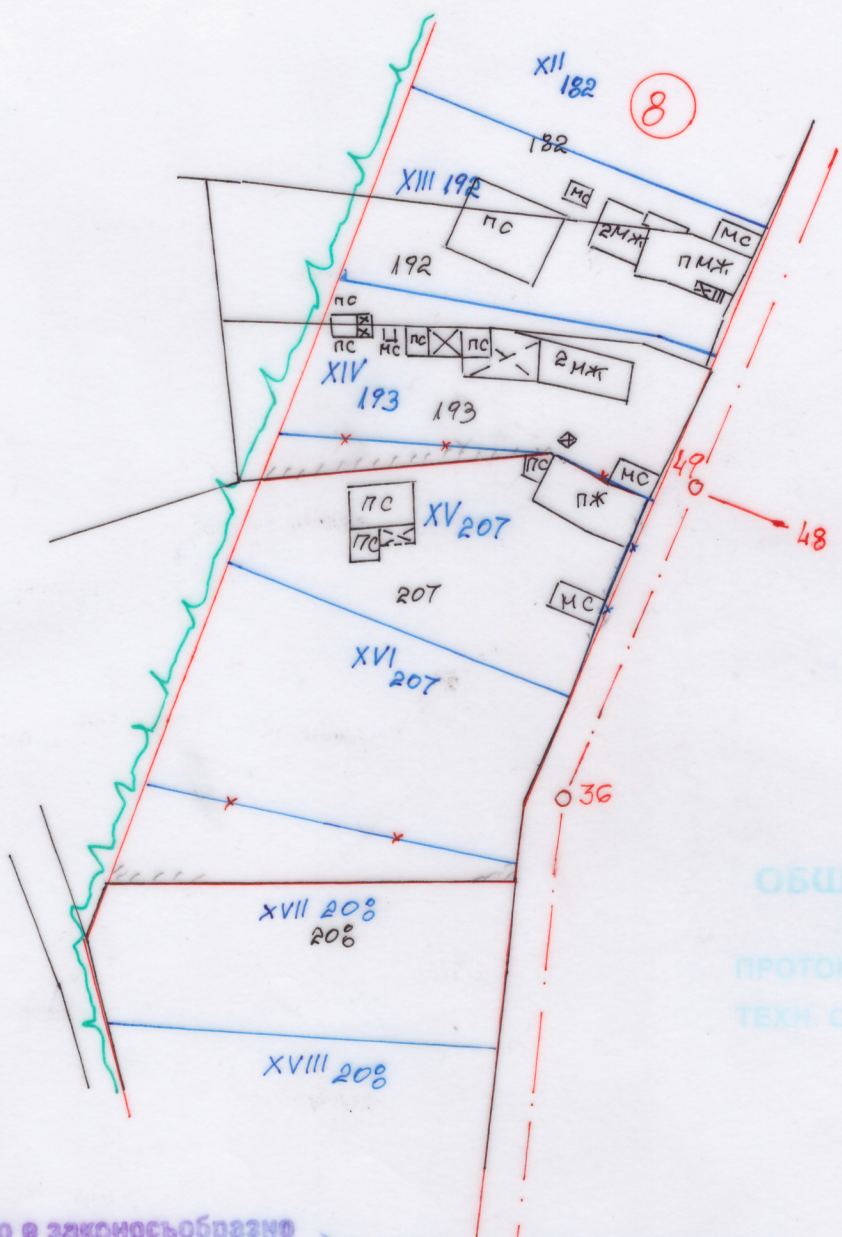 XII
182
8
182
XIII 192
МС
ПС
2МЖ
МС
ПМЖ
192
ПС
ПС
МС
ПС
ПС
2МЖ
XIV
193
193
ПС
МС
49
ПЖ
ПС
XV 207
48
ПС
207
МС
XVI
207
36
XVII 208
208
XVIII 208
законосъобразно